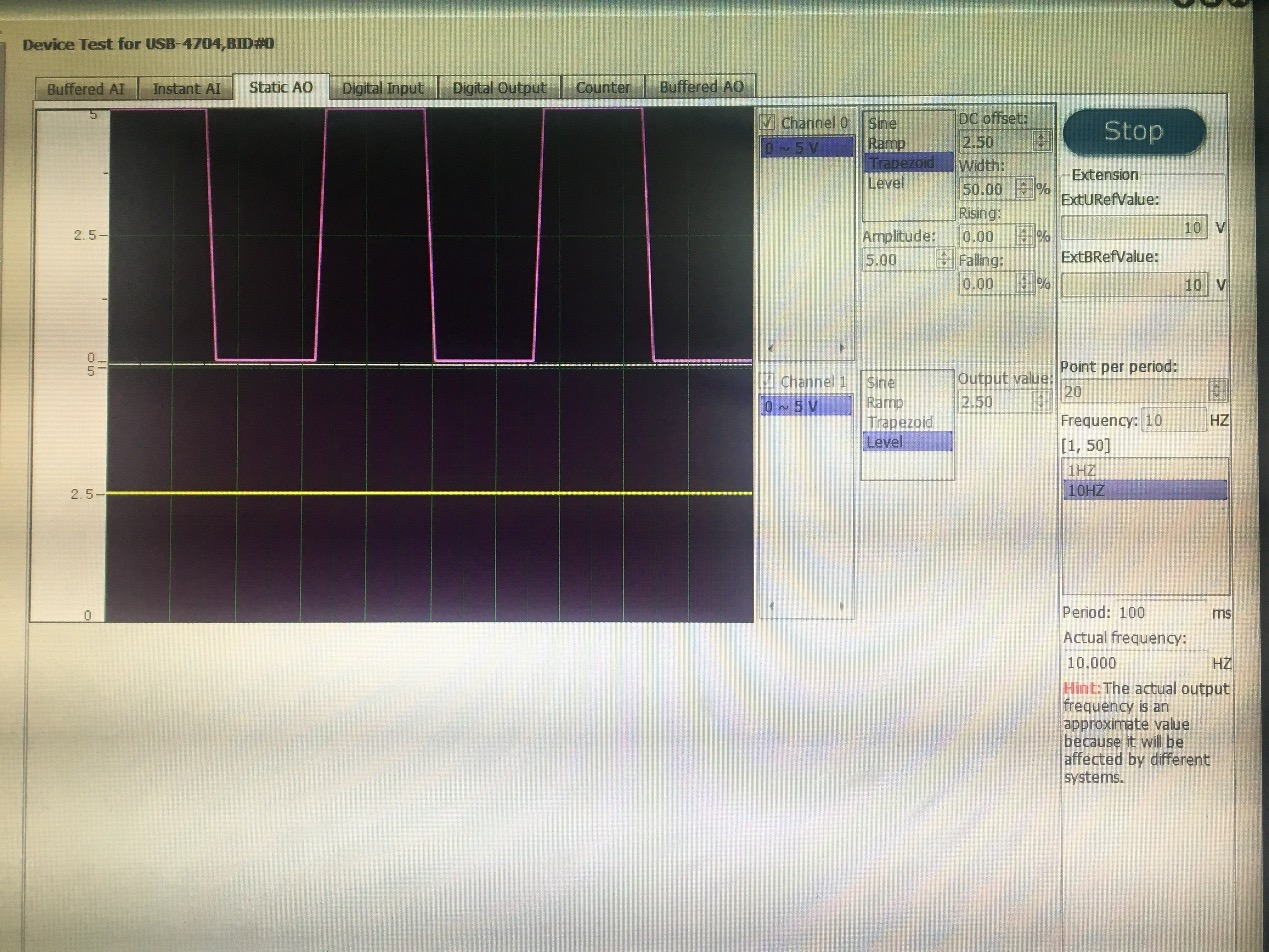 Device Test for USB-4704,BID#0
Buffered AI
Instant AI
Static AO
Digital Input
Digital Output
Counter
Buffered AO
5
2.5
0
5
2.5
0
Channel 0
0 ~ 5 V
Sine
Ramp
Trapezoid
Level
Amplitude:
5.00
DC offset:
2.50
Width:
50.00 %
Rising:
0.00 %
Falling:
0.00 %
Channel 1
0 ~ 5 V
Sine
Ramp
Trapezoid
Level
Output value:
2.50
Stop
Extension
ExtURefValue:
10 V
ExtBRefValue:
10 V
Point per period:
20
Frequency: 10 HZ
[1, 50]
1HZ
10HZ
Period: 100 ms
Actual frequency:
10.000 HZ
Hint: The actual output
frequency is an
approximate value
because it will be
affected by different
systems.